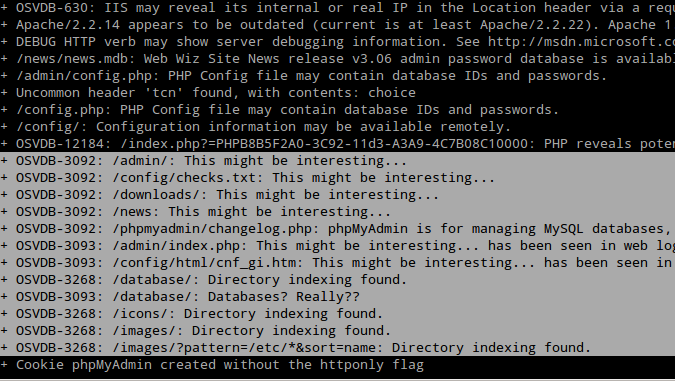 + OSVDB-630: IIS may reveal its internal or real IP in the Location header via a requ
+ Apache/2.2.14 appears to be outdated (current is at least Apache/2.2.22). Apache 1
+ DEBUG HTTP verb may show server debugging information. See http://msdn.microsoft.co
+ /news/news.mdb: Web Wiz Site News release v3.06 admin password database is availabl
+ /admin/config.php: PHP Config file may contain database IDs and passwords.
+ Uncommon header 'tcn' found, with contents: choice
+ /config.php: PHP Config file may contain database IDs and passwords.
+ /config/: Configuration information may be available remotely.
+ OSVDB-12184: /index.php?=PHPB8B5F2A0-3C92-11d3-A3A9-4C7B08C10000: PHP reveals poten
+ OSVDB-3092: /admin/: This might be interesting...
+ OSVDB-3092: /config/checks.txt: This might be interesting...
+ OSVDB-3092: /downloads/: This might be interesting...
+ OSVDB-3092: /news: This might be interesting...
+ OSVDB-3092: /phpmyadmin/changelog.php: phpMyAdmin is for managing MySQL databases,
+ OSVDB-3093: /admin/index.php: This might be interesting... has been seen in web log
+ OSVDB-3093: /config/html/cnf_gi.htm: This might be interesting... has been seen in
+ OSVDB-3268: /database/: Directory indexing found.
+ OSVDB-3093: /database/: Databases? Really??
+ OSVDB-3268: /icons/: Directory indexing found.
+ OSVDB-3268: /images/: Directory indexing found.
+ OSVDB-3268: /images/?pattern=/etc/*&sort=name: Directory indexing found.
+ Cookie phpMyAdmin created without the httponly flag